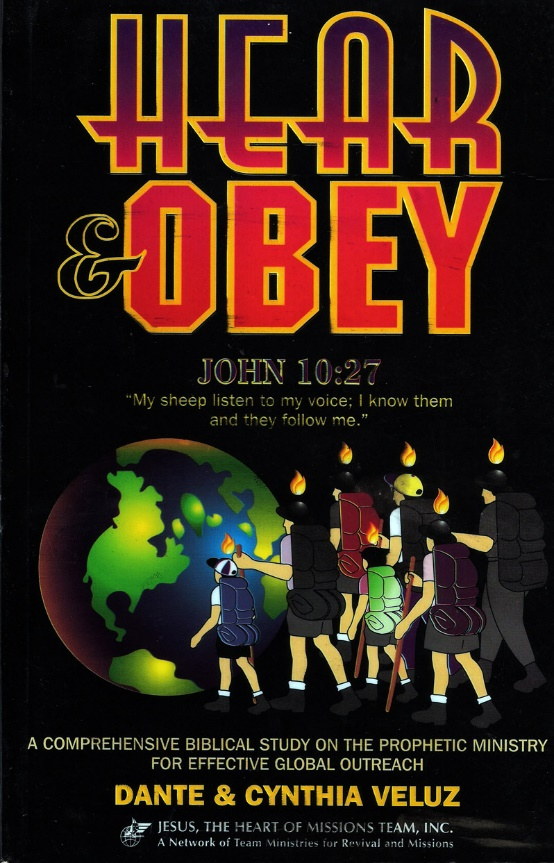 HEAR
& OBEY
JOHN 10:27
“My sheep listen to my voice; I know them
and they follow me.”
A COMPREHENSIVE BIBLICAL STUDY ON THE PROPHETIC MINISTRY
FOR EFFECTIVE GLOBAL OUTREACH
DANTE & CYNTHIA VELUZ
JESUS, THE HEART OF MISSIONS TEAM, INC.
A Network of Team Ministries for Revival and Missions